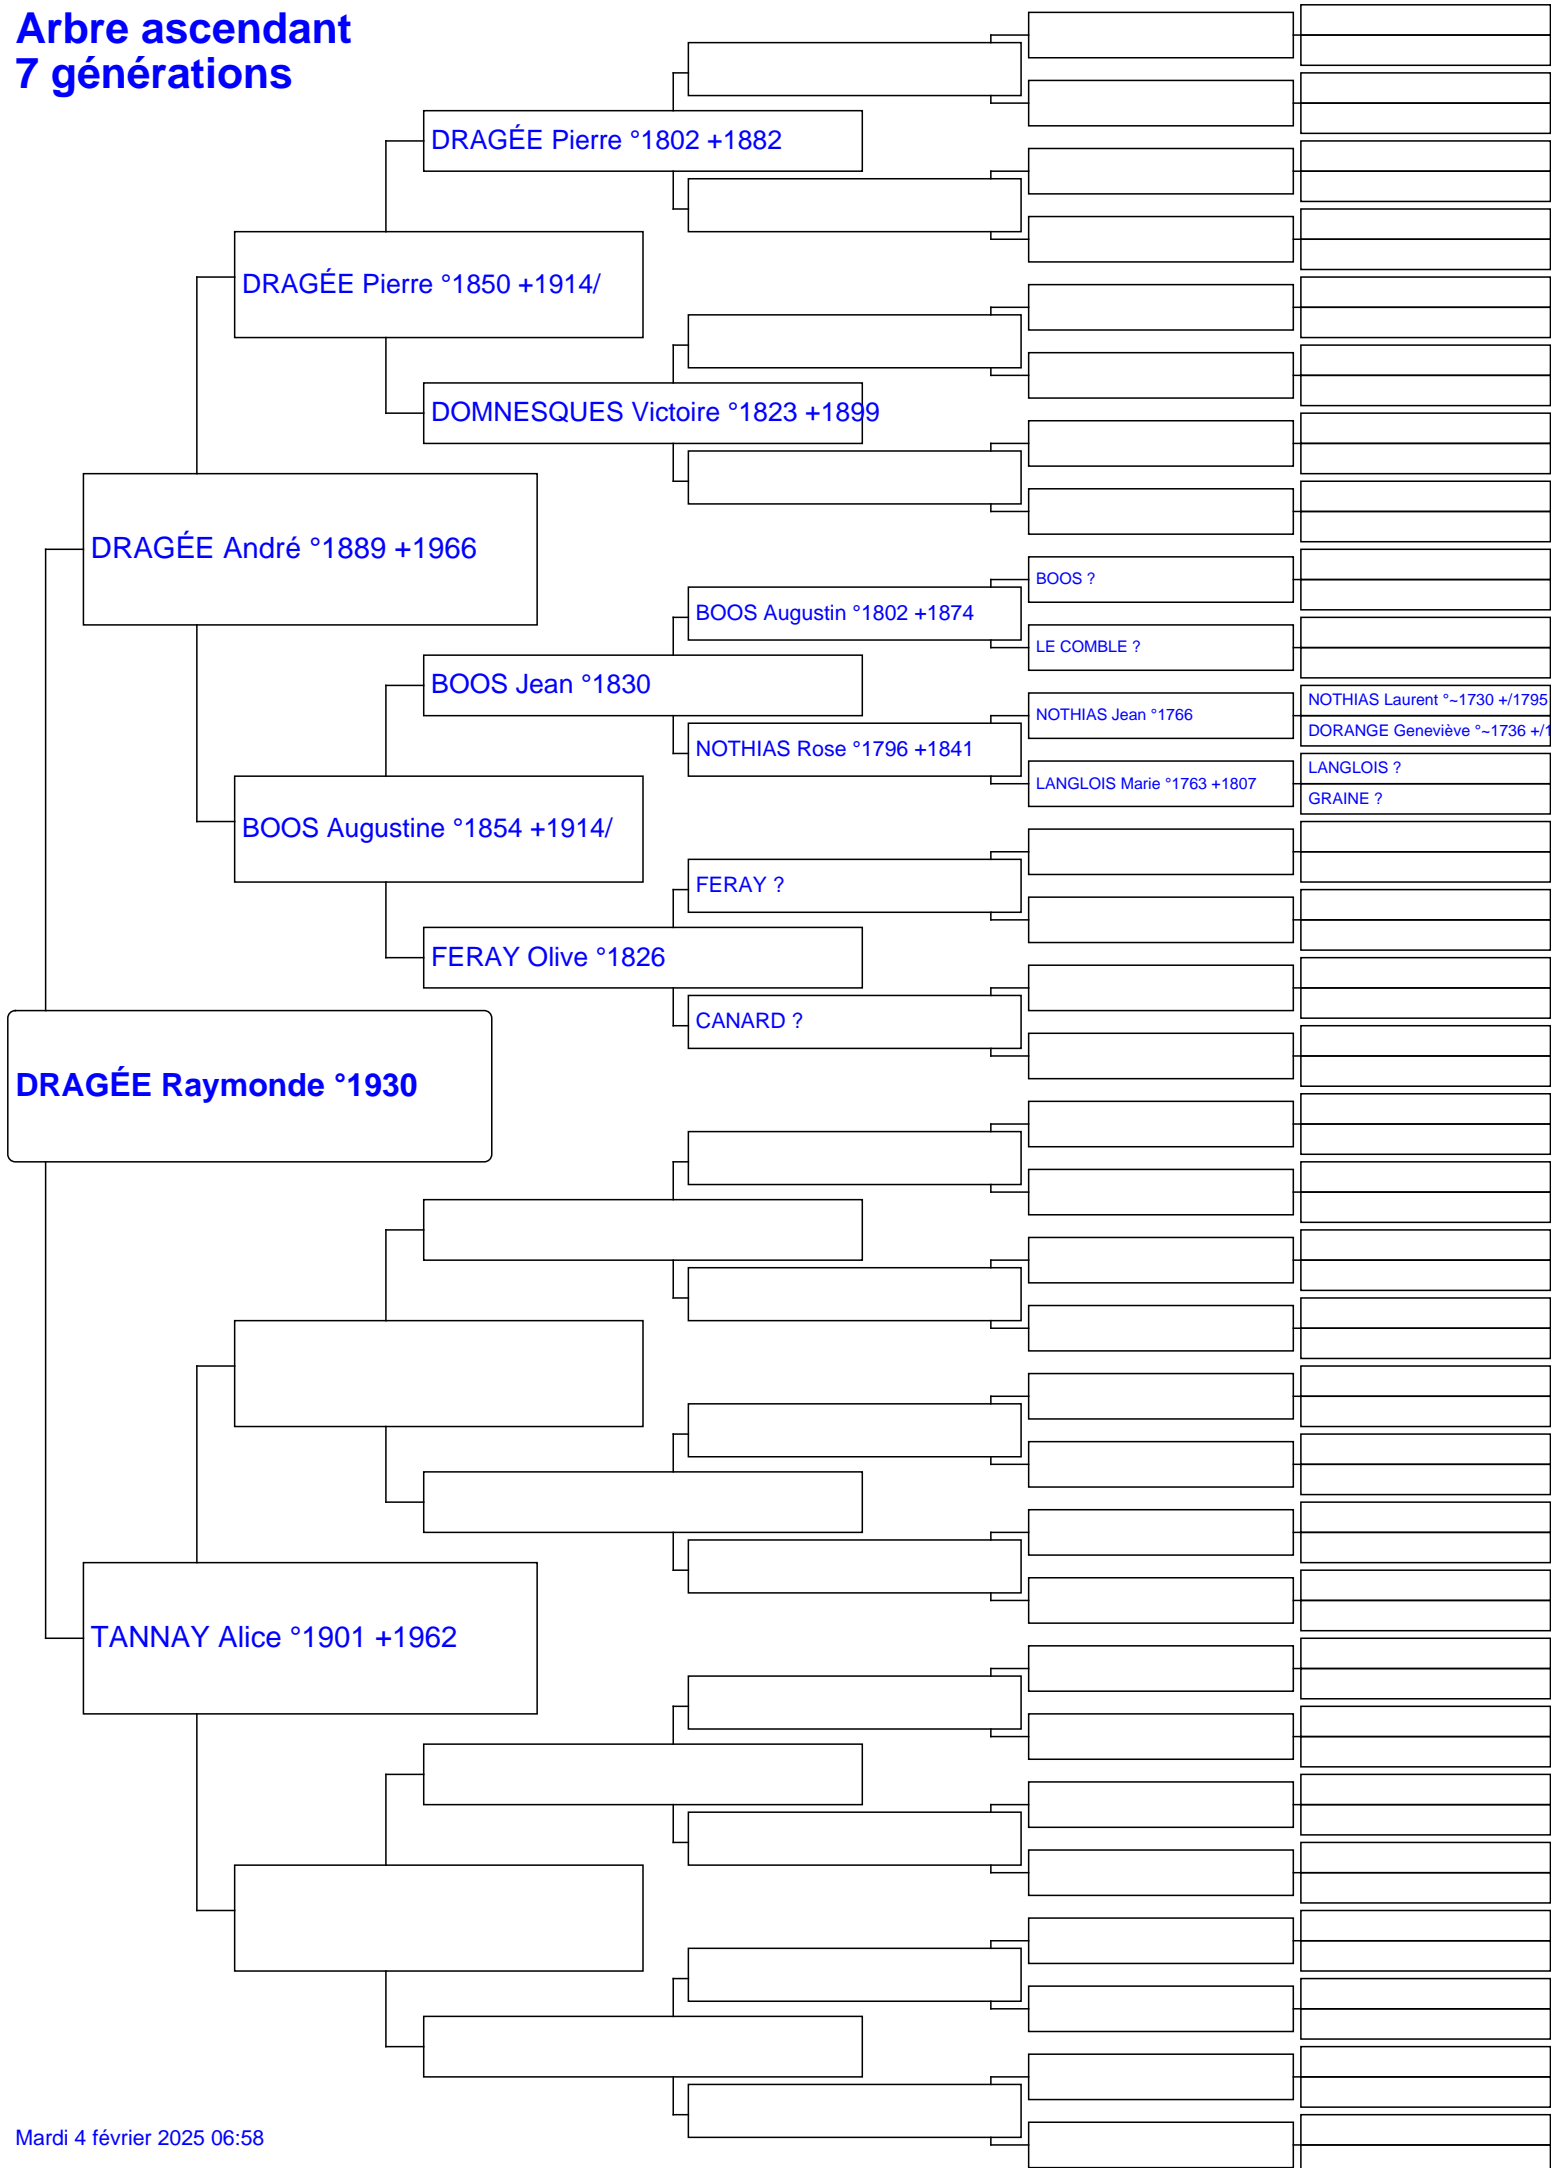 Arbre ascendant
7 générations
DRAGÉE Pierre °1802 +1882
DRAGÉE Pierre °1850 +1914/
DOMNESQUES Victoire °1823 +1899
DRAGÉE André °1889 +1966
BOOS ?
BOOS Augustin °1802 +1874
LE COMBLE ?
BOOS Jean °1830
NOTHIAS Laurent °~1730 +/1795
NOTHIAS Jean °1766
DORANGE Geneviève °~1736 +/1
NOTHIAS Rose °1796 +1841
LANGLOIS ?
LANGLOIS Marie °1763 +1807
GRAINE ?
BOOS Augustine °1854 +1914/
FERAY ?
FERAY Olive °1826
CANARD ?
DRAGÉE Raymonde °1930
TANNAY Alice °1901 +1962
Mardi 4 février 2025 06:58